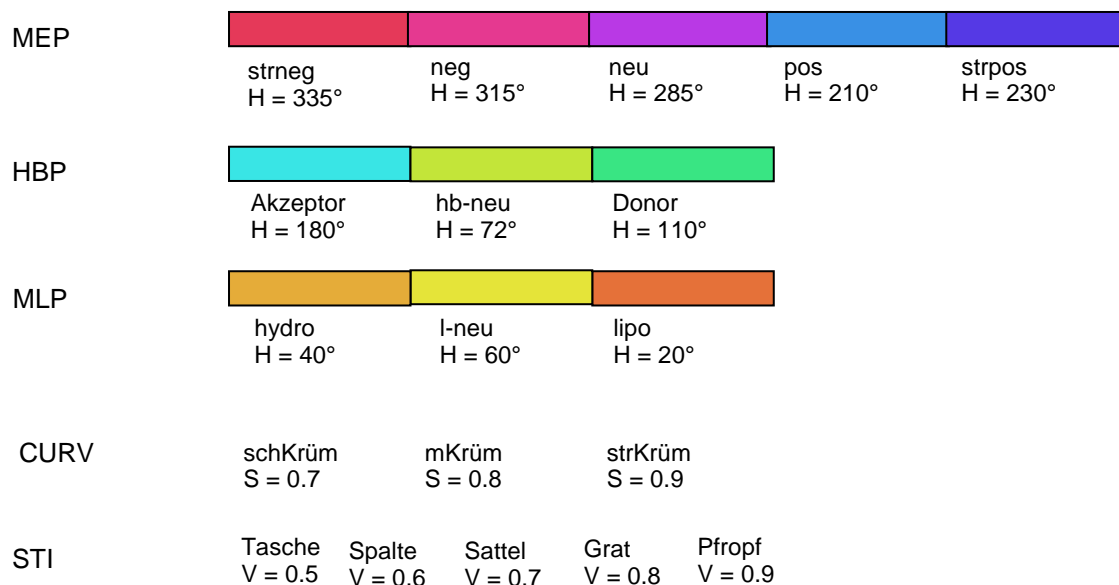 MEP
strneg neg neu pos strpos
H = 335° H = 315° H = 285° H = 210° H = 230°
HBP
Akzeptor hb-neu Donor
H = 180° H = 72° H = 110°
MLP
hydro l-neu lipo
H = 40° H = 60° H = 20°
CURV
schKrüm mKrüm strKrüm
S = 0.7 S = 0.8 S = 0.9
STI
Tasche Spalte Sattel Grat Pfropf
V = 0.5 V = 0.6 V = 0.7 V = 0.8 V = 0.9